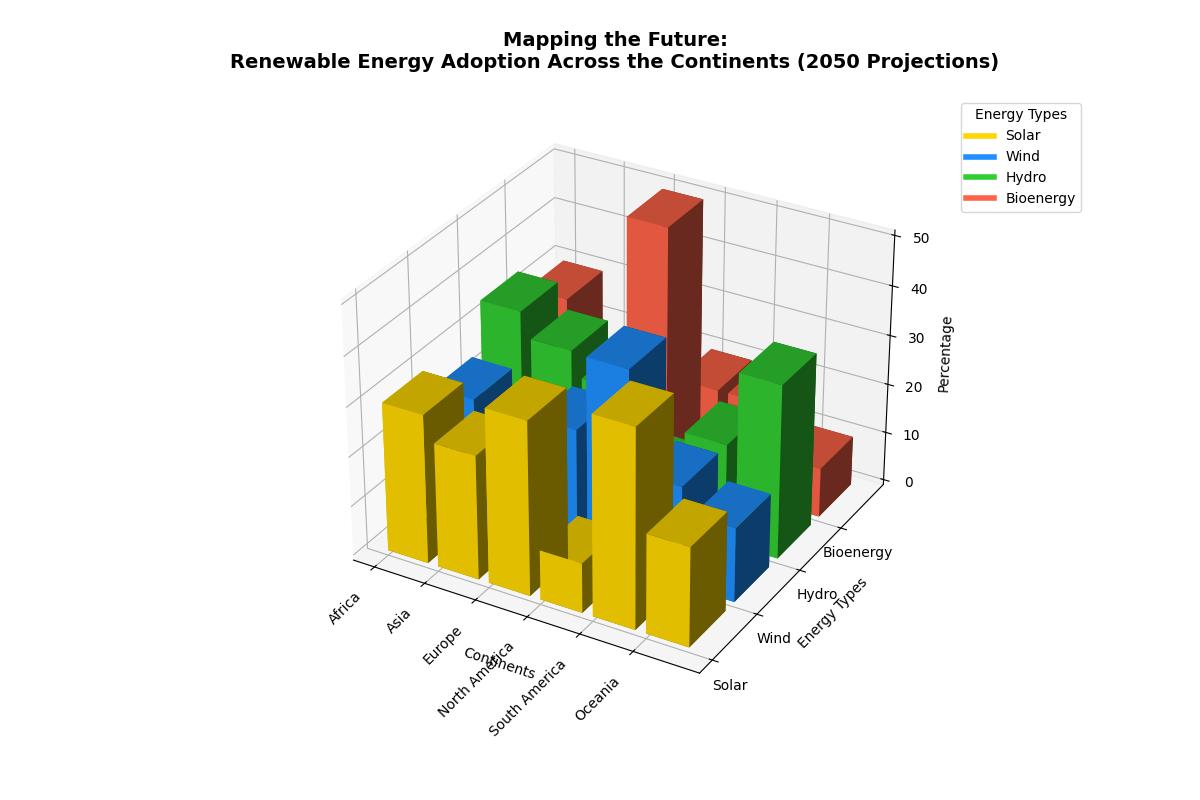 Mapping the Future:
Renewable Energy Adoption Across the Continents (2050 Projections)
Energy Types
Solar
Wind
Hydro
Bioenergy
50
40
30
20
10
0
Percentage
Africa
Asia
Europe
North America
South America
Oceania
Continents
Solar
Wind
Hydro
Bioenergy
Energy Types